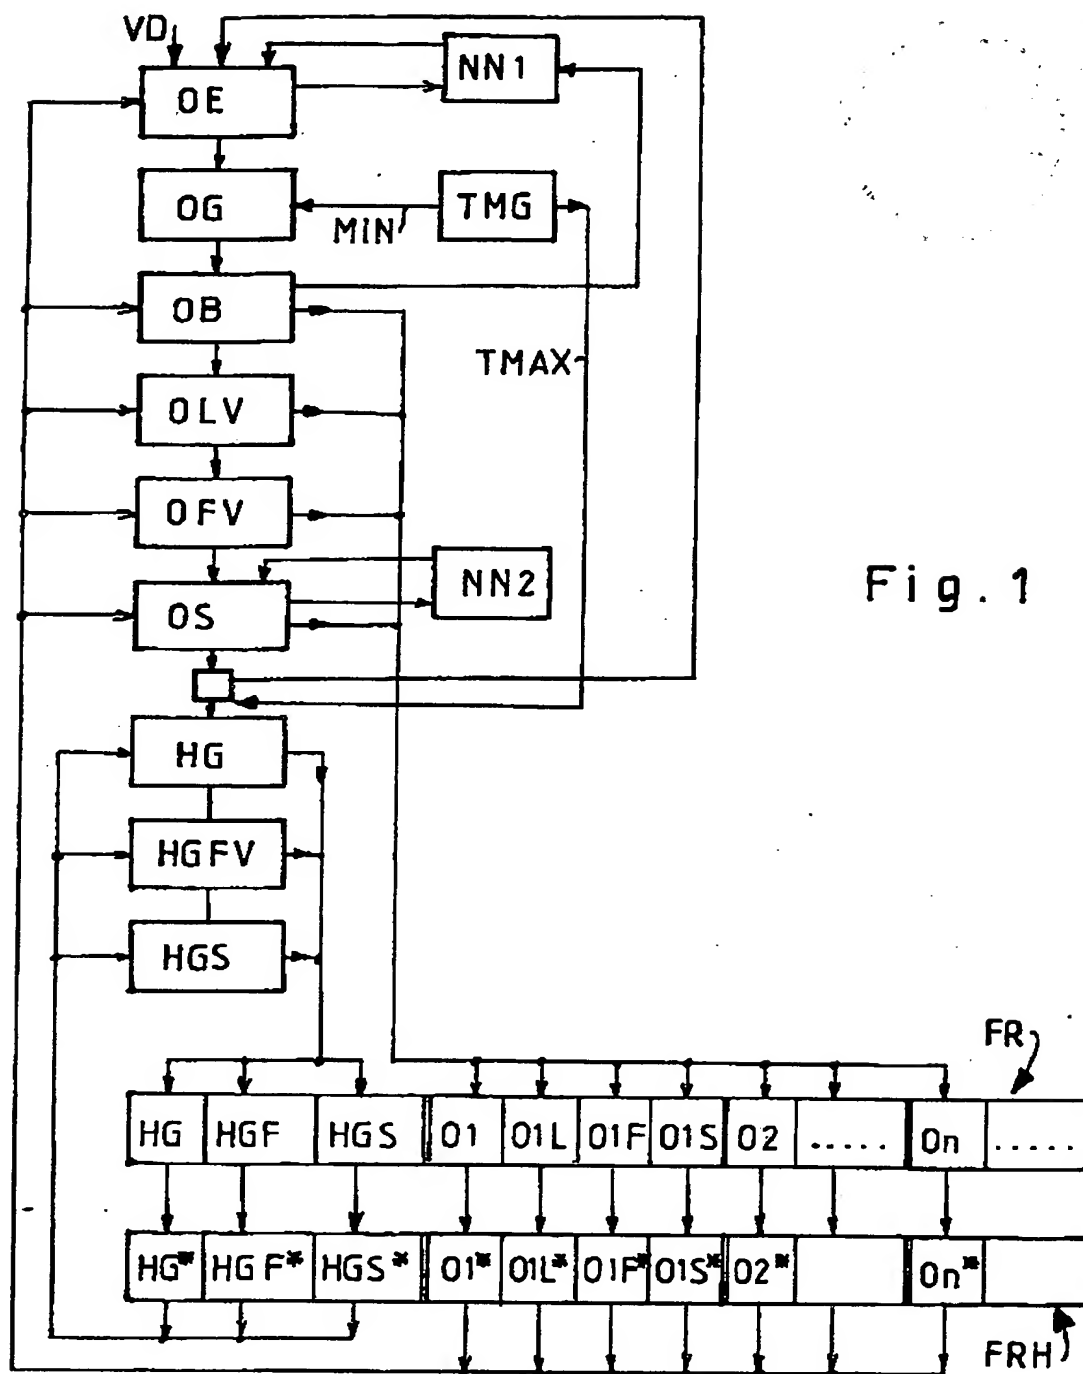 VD
NN1
OE
OG
TMG
MIN
OB
TMAX
OLV
OFV
NN2
OS
Fig. 1
HG
HGFV
HGS
FR
HG HGF HGS O1 O1L O1F O1S O2 ..... On .....
HG* HGF* HGS* O1* O1L* O1F* O1S* O2* On*
FRH